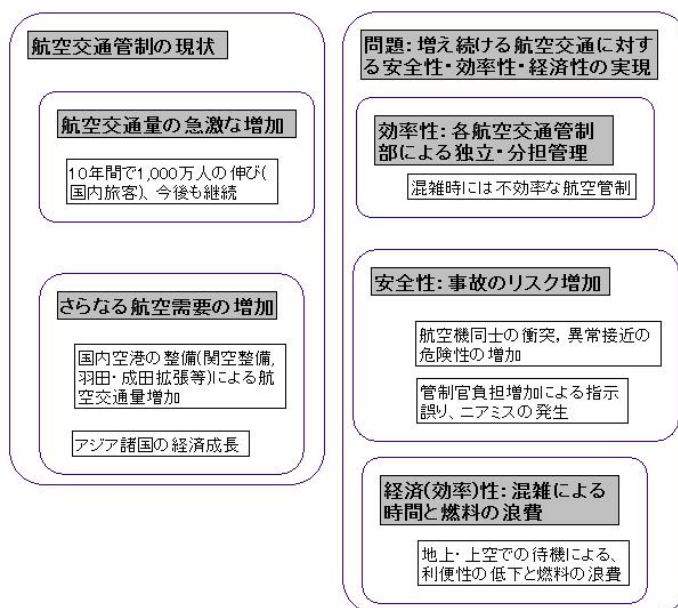 航空交通管制の現状
航空交通量の急激な増加
10年間で1,000万人の伸び(
国内旅客)、今後も継続
さらなる航空需要の増加
国内空港の整備(関空整備,
羽田・成田拡張等)による航
空交通量増加
アジア諸国の経済成長
問題: 増え続ける航空交通に対す
る安全性・効率性・経済性の実現
効率性: 各航空交通管制
部による独立・分担管理
混雑時には不効率な航空管制
安全性: 事故のリスク増加
航空機同士の衝突, 異常接近の
危険性の増加
管制官負担増加による指示
誤り、ニアミスの発生
経済(効率)性: 混雑による
時間と燃料の浪費
地上・上空での待機による、
利便性の低下と燃料の浪費